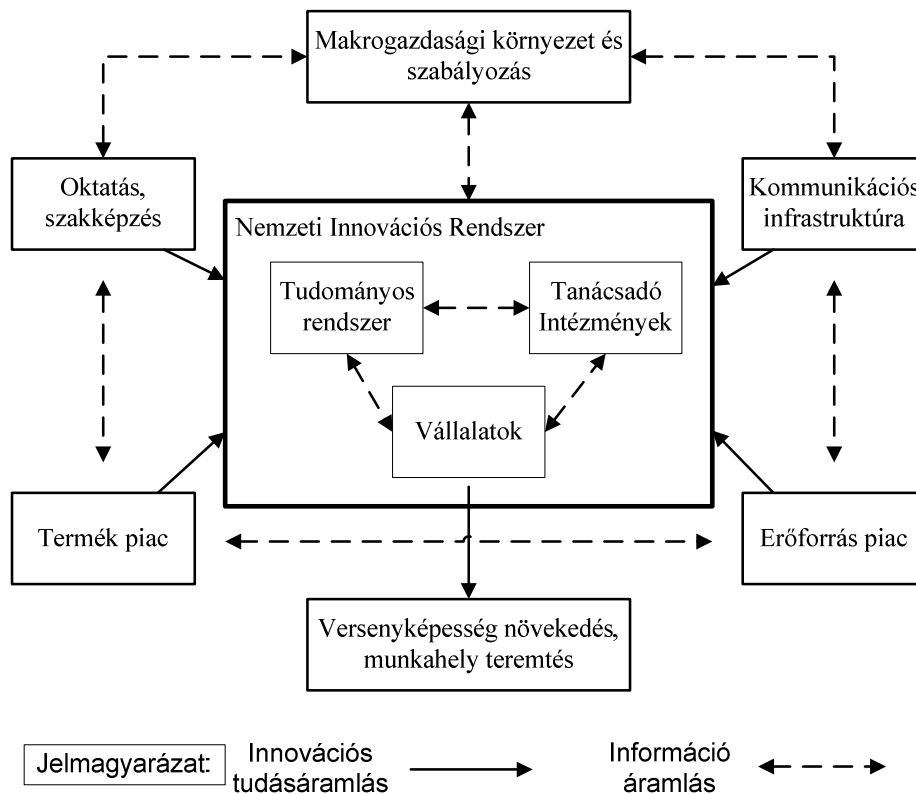 Makrogazdasági környezet és
szabályozás
Oktatás,
szakképzés
Kommunikációs
infrastruktúra
Nemzeti Innovációs Rendszer
Tudományos
rendszer
Tanácsadó
Intézmények
Vállalatok
Termék piac
Erőforrás piac
Versenyképesség növekedés,
munkahely teremtés
Jelmagyarázat:
Innovációs
tudásáramlás
Információ
áramlás